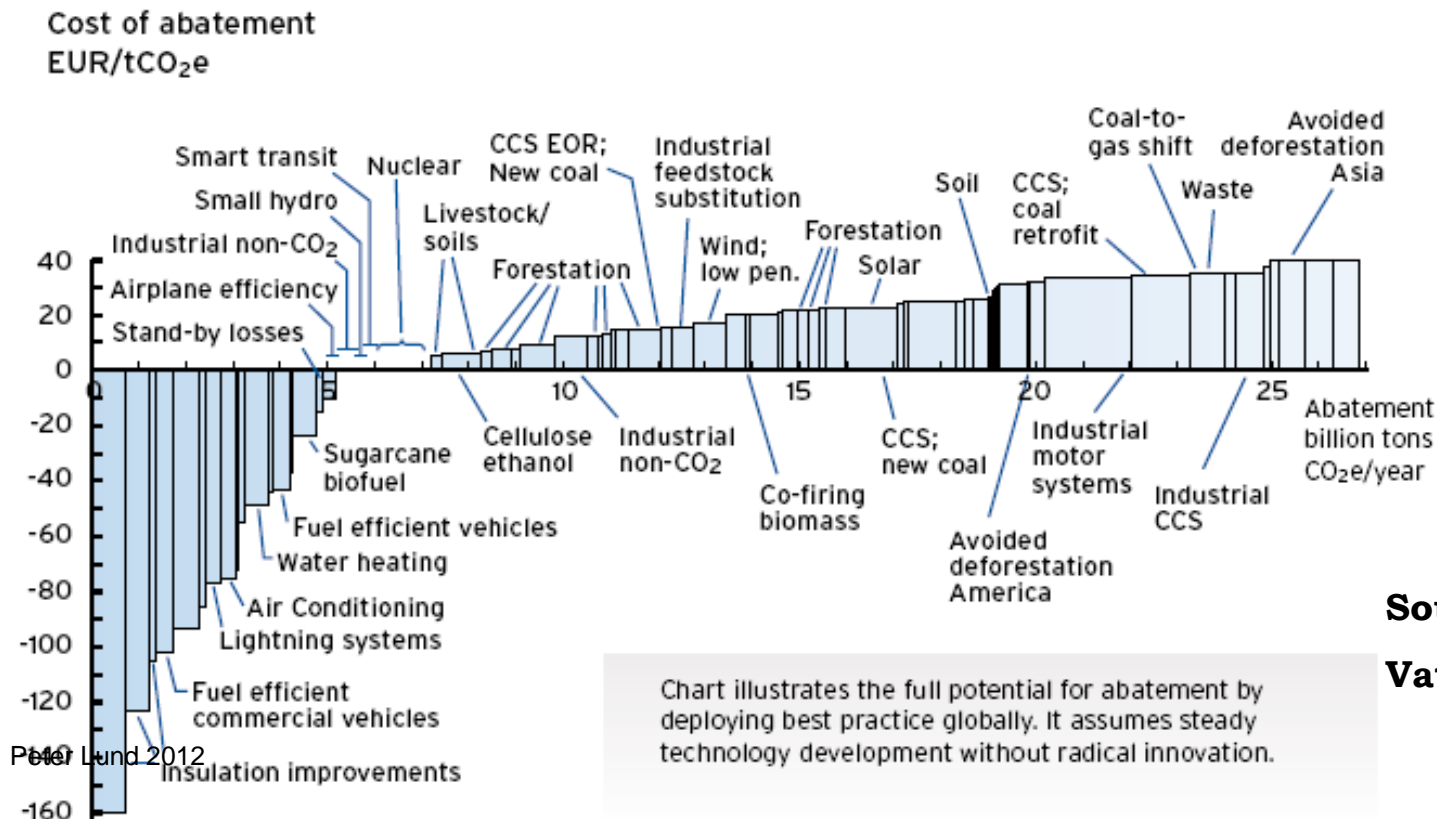 Cost of abatement
EUR/tCO₂e
Smart transit
Small hydro
Industrial non-CO₂
Airplane efficiency
Stand-by losses
Nuclear
Livestock/
soils
CCS EOR;
New coal
Forestation
Industrial
feedstock
substitution
Wind;
low pen.
Forestation
Solar
Soil
CCS;
coal
retrofit
Coal-to-
gas shift
Waste
Avoided
deforestation
Asia
40
20
0
-20
-40
-60
-80
-100
-120
-140
-160
0
10
15
20
25
Abatement
billion tons
CO₂e/year
Sugarcane
biofuel
Fuel efficient vehicles
Water heating
Air Conditioning
Lightning systems
Fuel efficient
commercial vehicles
Insulation improvements
Cellulose
ethanol
Industrial
non-CO₂
Co-firing
biomass
CCS;
new coal
Avoided
deforestation
America
Industrial
motor
systems
Industrial
CCS
Chart illustrates the full potential for abatement by
deploying best practice globally. It assumes steady
technology development without radical innovation.
Peter Lund 2012